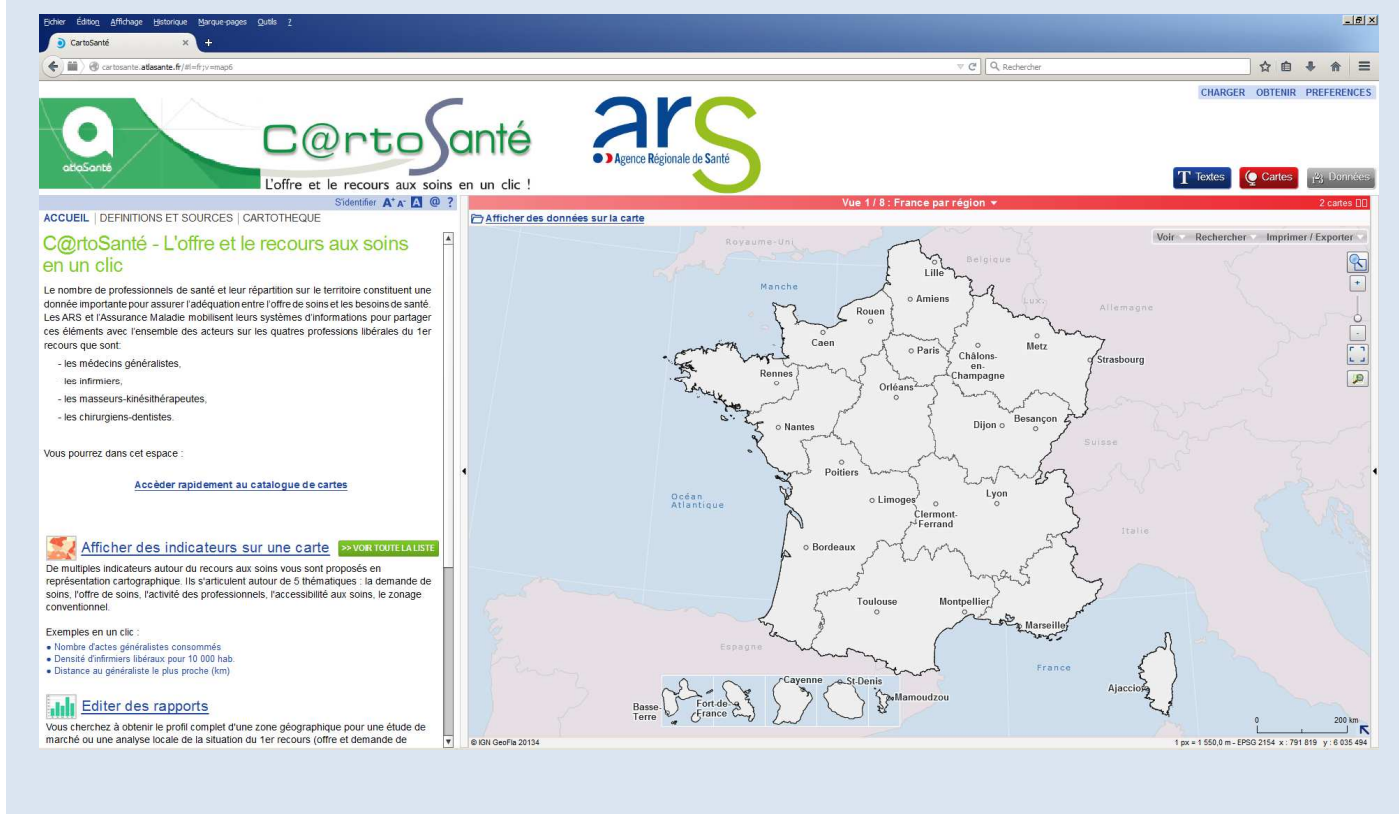 Fichier Édition Affichage Historique Marque-pages Outils ?
CartoSanté × +
cartosante.atlasante.fr/#l=fr;v=map6
Rechercher
CHARGER OBTENIR PREFERENCES
a
atlaSanté
C@rtoSanté
L'offre et le recours aux soins en un clic !
ars
Agence Régionale de Santé
T Textes Cartes Données
S'identifier A+ A- A @ ?
Vue 1 / 8 : France par région
2 cartes
ACCUEIL | DEFINITIONS ET SOURCES | CARTOTHEQUE
C@rtoSanté - L'offre et le recours aux soins
en un clic
Le nombre de professionnels de santé et leur répartition sur le territoire constituent une
donnée importante pour assurer l'adéquation entre l'offre de soins et les besoins de santé.
Les ARS et l'Assurance Maladie mobilisent leurs systèmes d'informations pour partager
ces éléments avec l'ensemble des acteurs sur les quatres professions libérales du 1er
recours que sont:
- les médecins généralistes,
les infirmiers,
- les masseurs-kinésithérapeutes,
- les chirurgiens-dentistes.
Vous pourrez dans cet espace :
Accèder rapidement au catalogue de cartes
Afficher des indicateurs sur une carte >> VOIR TOUTE LA LISTE
De multiples indicateurs autour du recours aux soins vous sont proposés en
représentation cartographique. Ils s'articulent autour de 5 thématiques : la demande de
soins, l'offre de soins, l'activité des professionnels, l'accessibilité aux soins, le zonage
conventionnel.
Exemples en un clic :
• Nombre d'actes généralistes consommés
• Densité d'infirmiers libéraux pour 10 000 hab.
• Distance au généraliste le plus proche (km)
Editer des rapports
Vous cherchez à obtenir le profil complet d'une zone géographique pour une étude de
marché ou une analyse locale de la situation du 1er recours (offre et demande de
Afficher des données sur la carte
Voir Rechercher Imprimer / Exporter
+
-
Royaume-Uni
Belgique
Lille
Manche
Lux.
Allemagne
Amiens
Rouen
Caen
Paris
Metz
Châlons-
en-
Champagne
Strasbourg
Rennes
Orléans
Besançon
Dijon
Nantes
Suisse
Poitiers
Océan
Atlantique
Limoges
Lyon
Clermont-
Ferrand
Italie
Bordeaux
Toulouse
Montpellier
Marseille
Espagne
France
Ajaccio
Cayenne
St-Denis
Mamoudzou
Basse-
Terre
Fort-de-
France
0 200 km
© IGN GeoFla 20134
1 px = 1 550,0 m - EPSG 2154 x : 791 819 y : 6 035 494